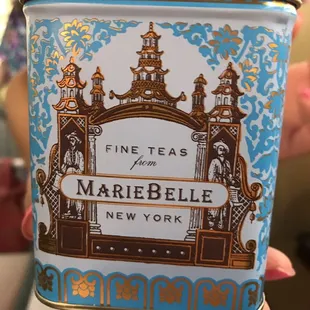 FINE TEAS
from
MARIEBELLE
NEW YORK